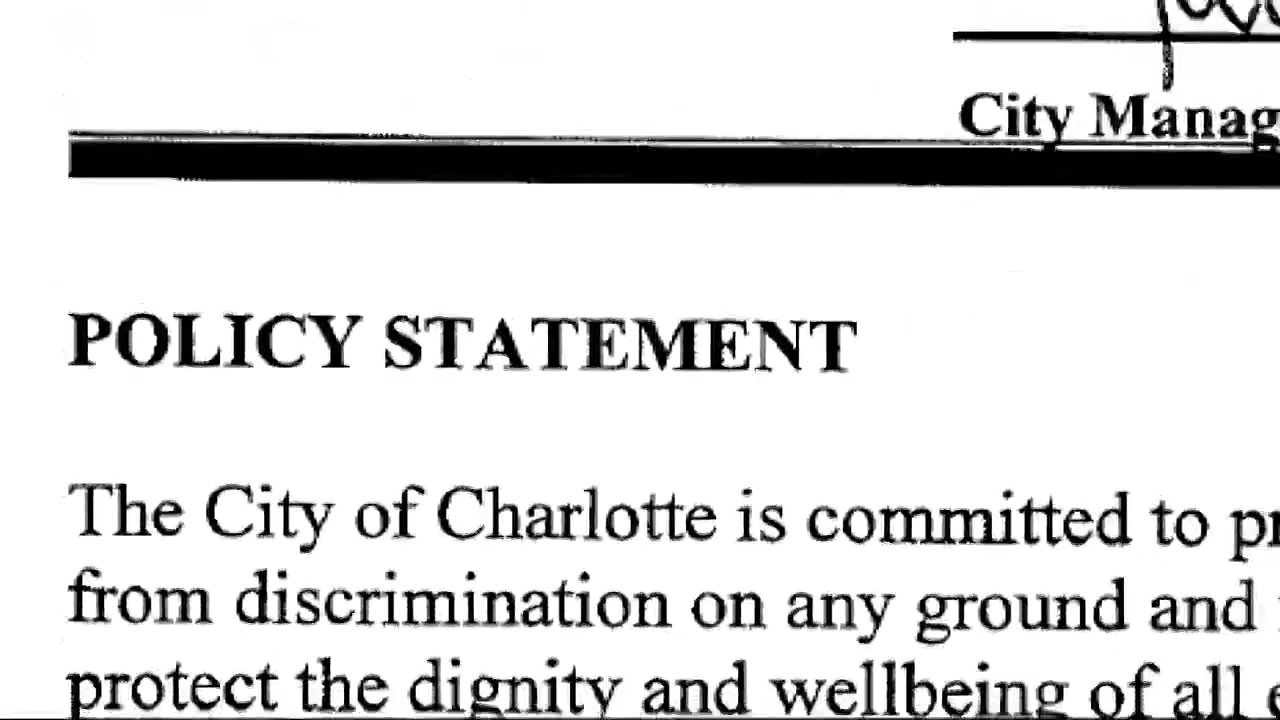 City Manag
POLICY STATEMENT
The City of Charlotte is committed to pr
from discrimination on any ground and
protect the dignity and wellbeing of all e